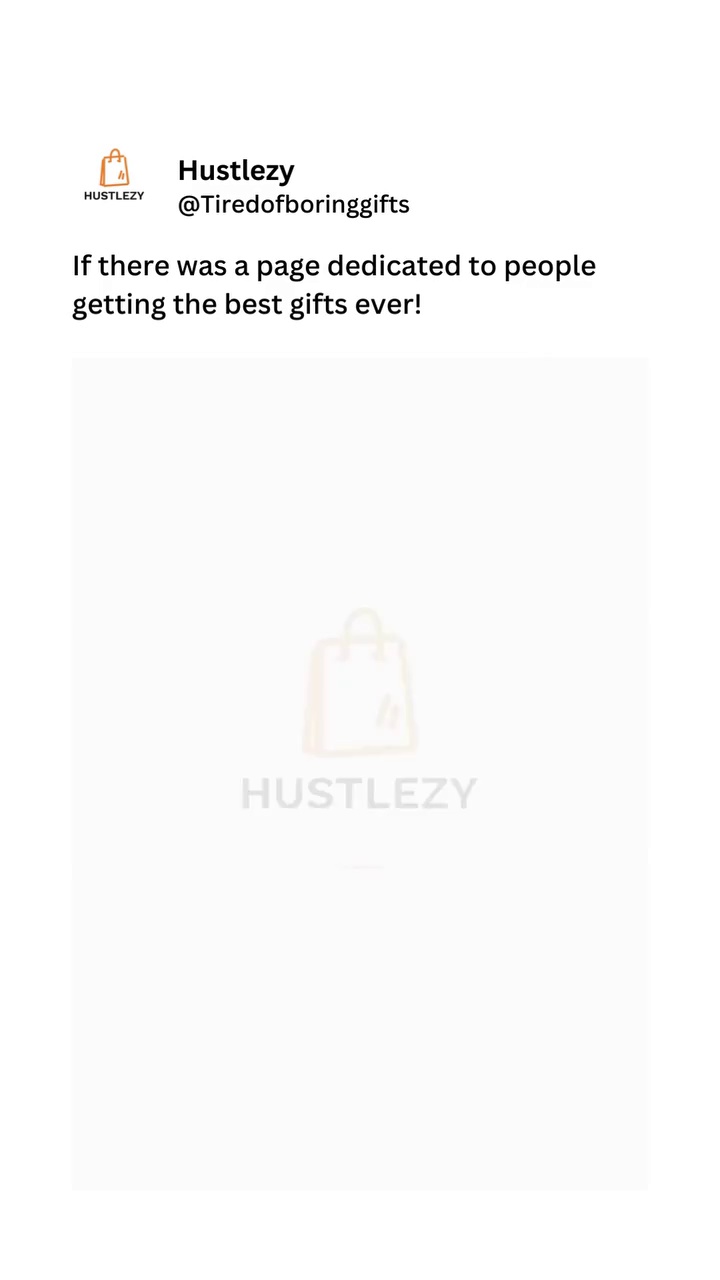 HUSTLEZY
Hustlezy
@Tiredofboringgifts
If there was a page dedicated to people
getting the best gifts ever!
HUSTLEZY